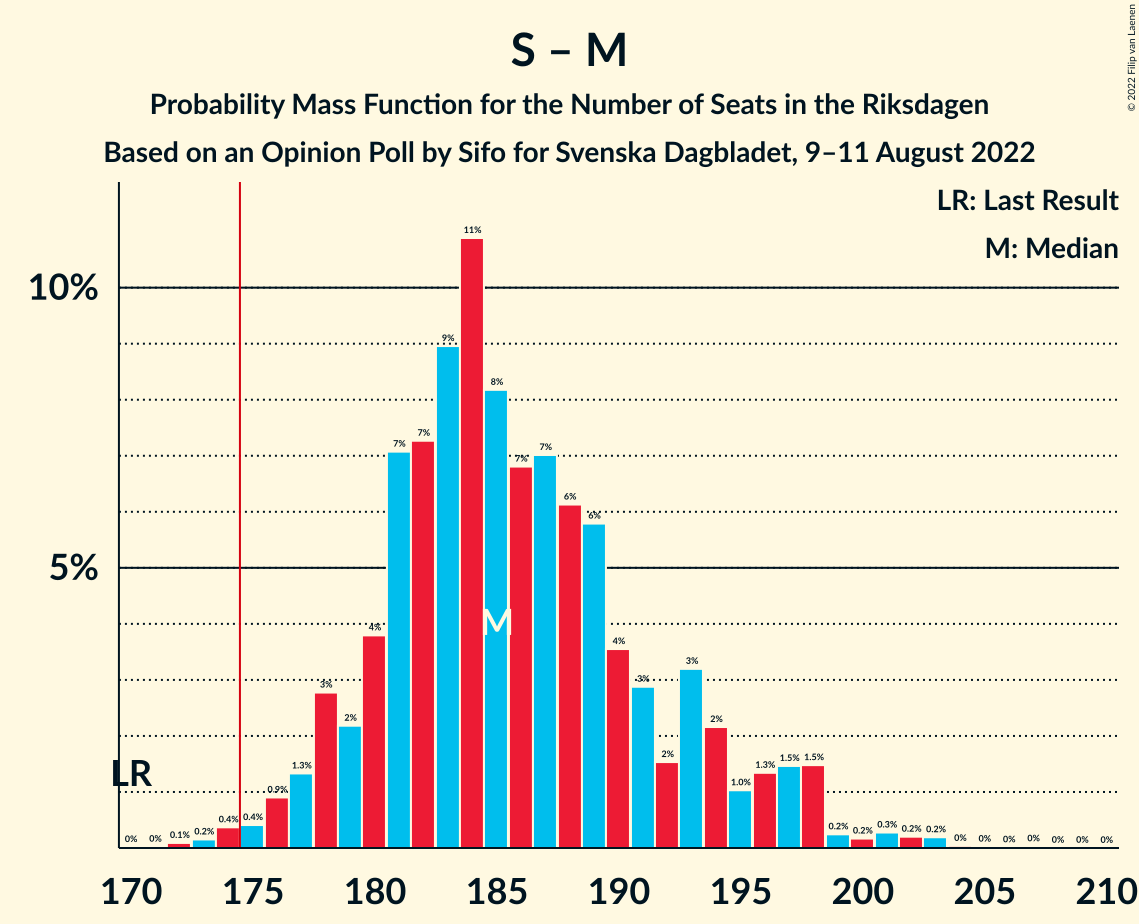 S – M
Probability Mass Function for the Number of Seats in the Riksdagen
Based on an Opinion Poll by Sifo for Svenska Dagbladet, 9–11 August 2022
© 2022 Filip van Laenen
LR: Last Result
M: Median
10%
5%
LR
M
0% 0% 0.1% 0.2% 0.4% 0.4% 0.9% 1.3% 3% 2% 4% 7% 7% 9% 11% 8% 7% 7% 6% 6% 4% 3% 2% 3% 2% 1.0% 1.3% 1.5% 1.5% 0.2% 0.2% 0.3% 0.2% 0.2% 0% 0% 0% 0% 0% 0% 0%
170 175 180 185 190 195 200 205 210